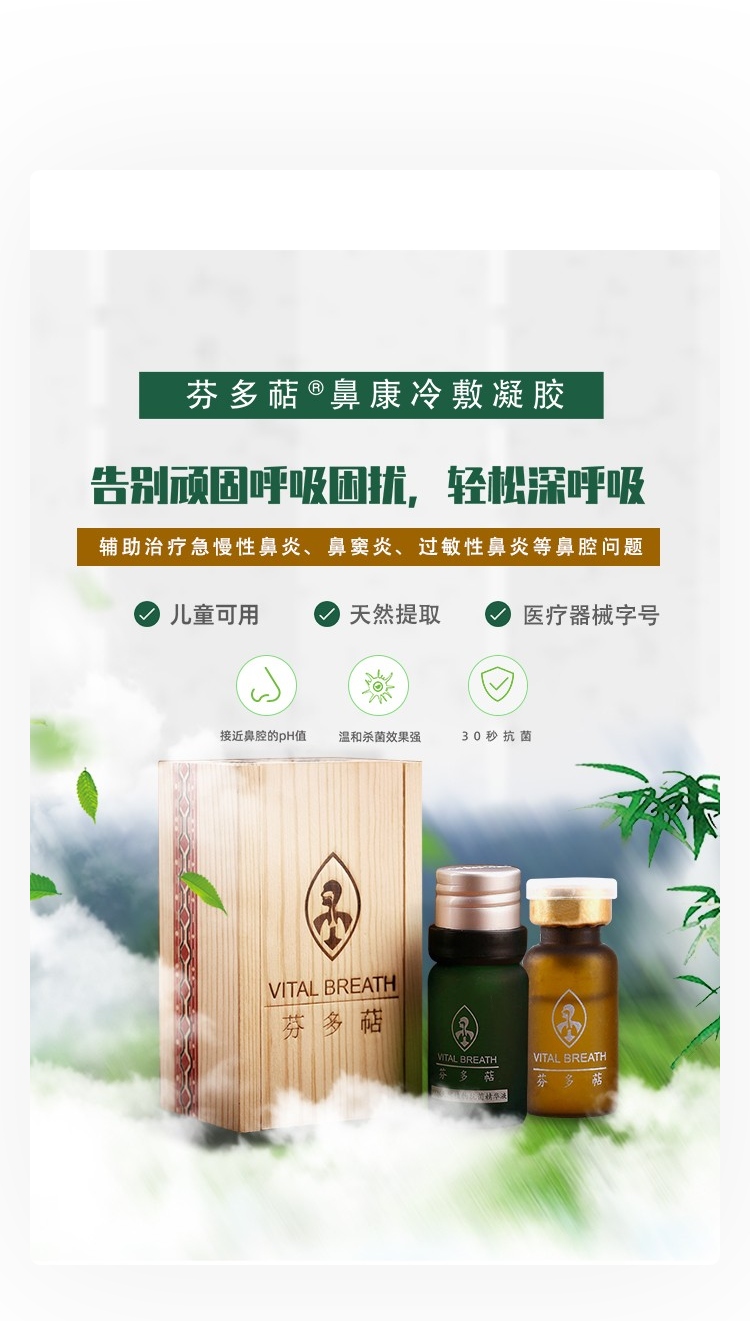 芬多萜®鼻康冷敷凝胶
告别顽固呼吸困扰，轻松深呼吸
辅助治疗急慢性鼻炎、鼻窦炎、过敏性鼻炎等鼻腔问题
儿童可用 天然提取 医疗器械字号
接近鼻腔的pH值 温和杀菌效果强 30秒抗菌
VITAL BREATH
芬多萜
VITAL BREATH
芬多萜
VITAL BREATH
芬多萜